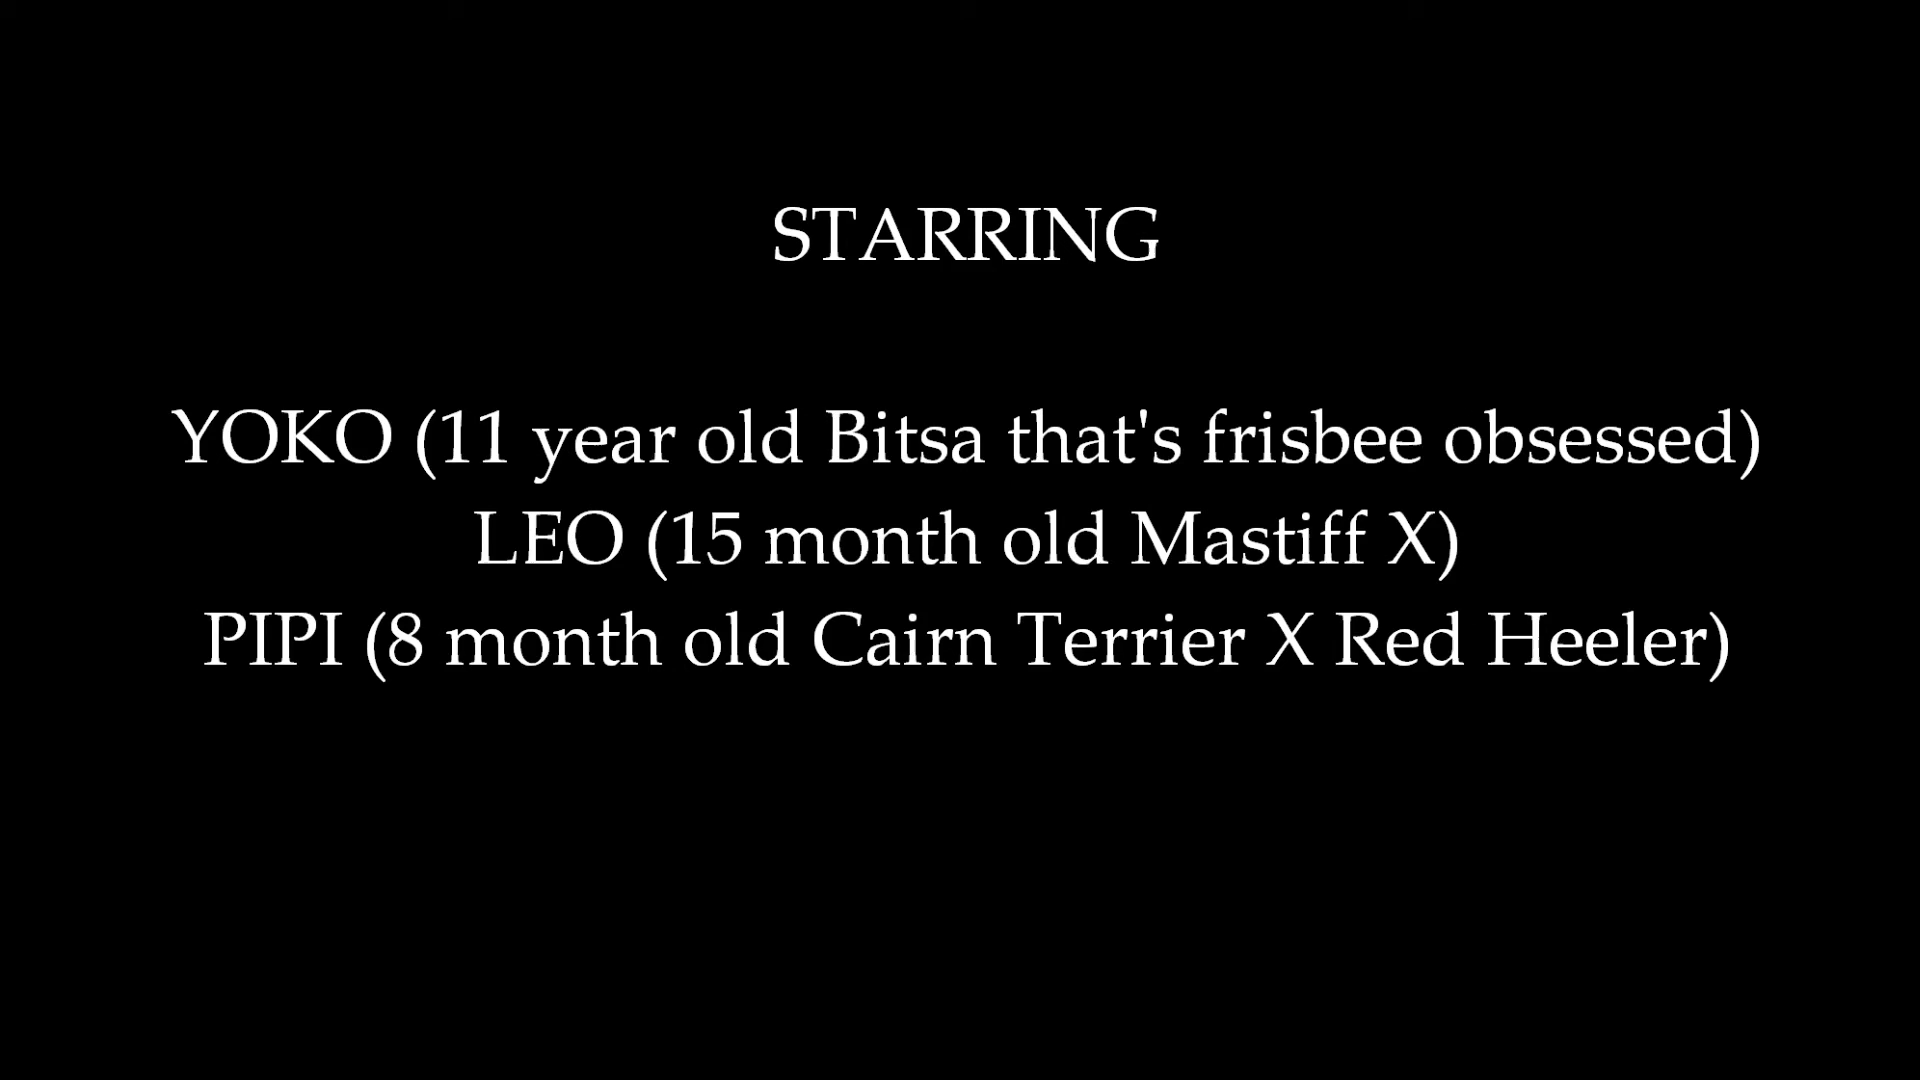 STARRING
YOKO (11 year old Bitsa that's frisbee obsessed)
LEO (15 month old Mastiff X)
PIPI (8 month old Cairn Terrier X Red Heeler)